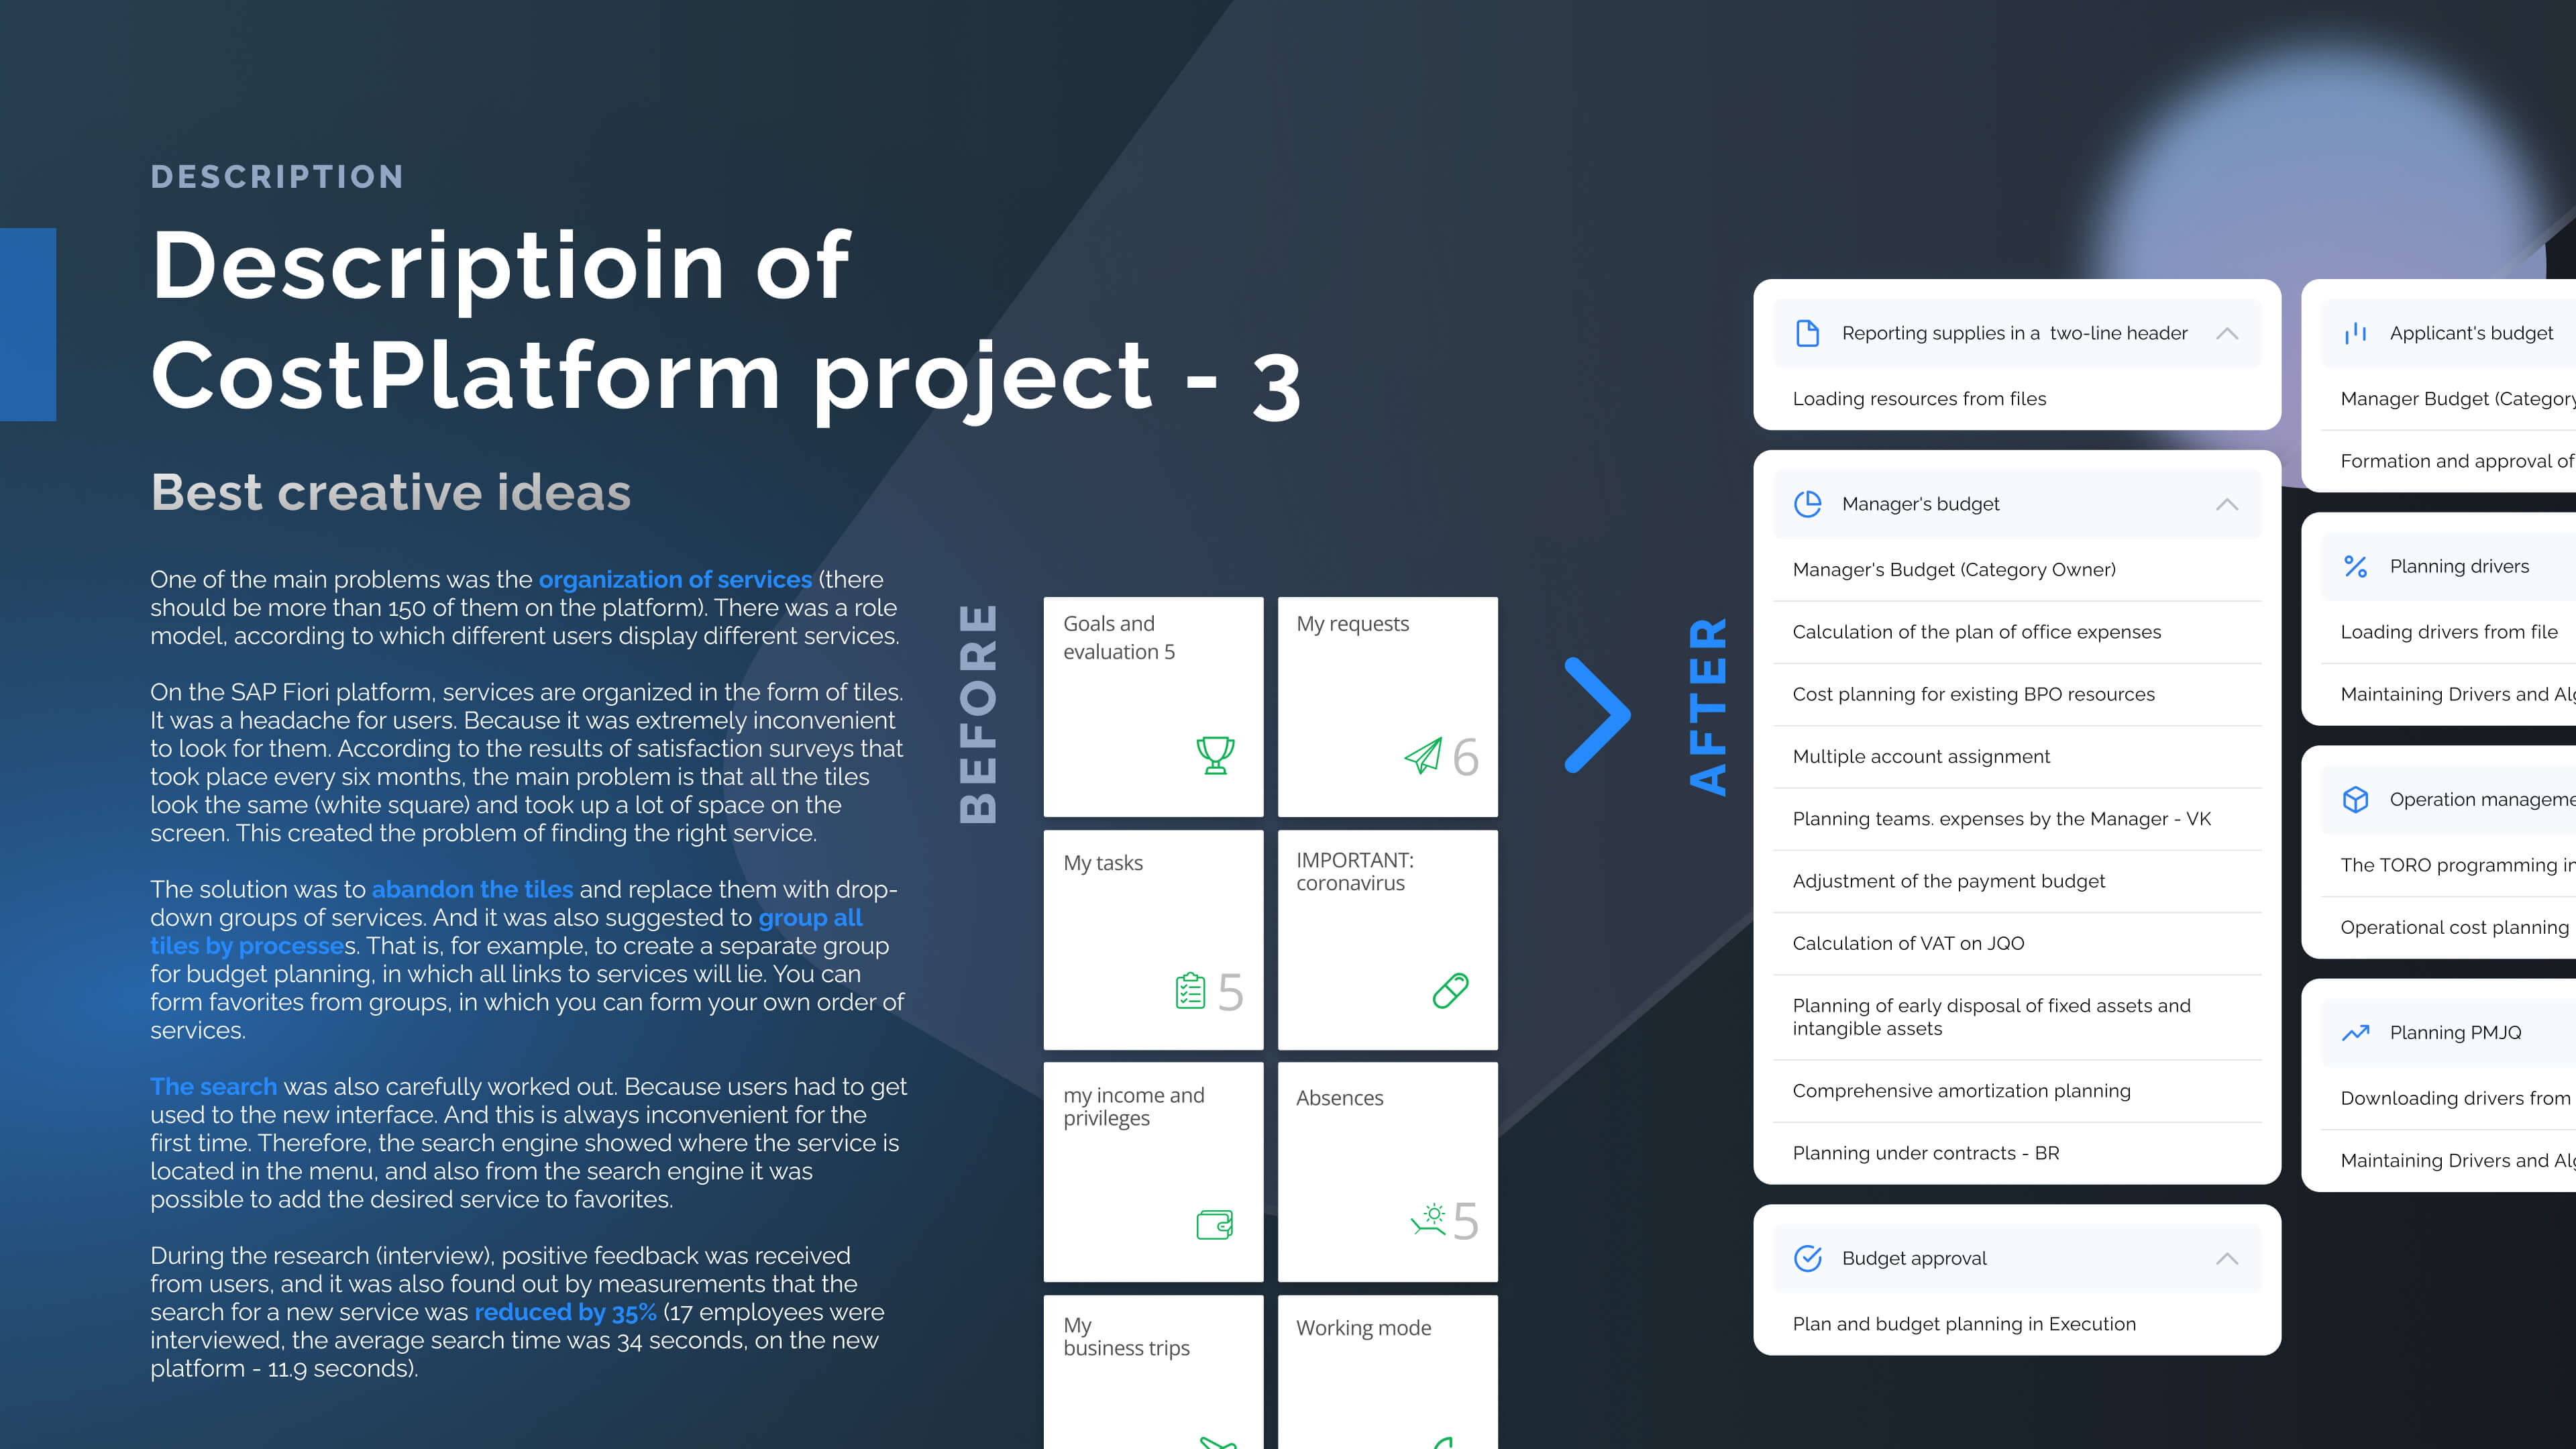 DESCRIPTION
Descriptioin of
CostPlatform project - 3
Best creative ideas
One of the main problems was the organization of services (there
should be more than 150 of them on the platform). There was a role
model, according to which different users display different services.
On the SAP Fiori platform, services are organized in the form of tiles.
It was a headache for users. Because it was extremely inconvenient
to look for them. According to the results of satisfaction surveys that
took place every six months, the main problem is that all the tiles
look the same (white square) and took up a lot of space on the
screen. This created the problem of finding the right service.
The solution was to abandon the tiles and replace them with drop-
down groups of services. And it was also suggested to group all
tiles by processes. That is, for example, to create a separate group
for budget planning, in which all links to services will lie. You can
form favorites from groups, in which you can form your own order of
services.
The search was also carefully worked out. Because users had to get
used to the new interface. And this is always inconvenient for the
first time. Therefore, the search engine showed where the service is
located in the menu, and also from the search engine it was
possible to add the desired service to favorites.
During the research (interview), positive feedback was received
from users, and it was also found out by measurements that the
search for a new service was reduced by 35% (17 employees were
interviewed, the average search time was 34 seconds, on the new
platform - 11.9 seconds).
BEFORE
Goals and
evaluation 5
My requests
6
My tasks
5
IMPORTANT:
coronavirus
my income and
privileges
Absences
5
My
business trips
Working mode
AFTER
Reporting supplies in a  two-line header
Loading resources from files
Manager's budget
Manager's Budget (Category Owner)
Calculation of the plan of office expenses
Cost planning for existing BPO resources
Multiple account assignment
Planning teams. expenses by the Manager - VK
Adjustment of the payment budget
Calculation of VAT on JQO
Planning of early disposal of fixed assets and
intangible assets
Comprehensive amortization planning
Planning under contracts - BR
Budget approval
Plan and budget planning in Execution
Applicant's budget
Manager Budget (Category
Formation and approval of
Planning drivers
Loading drivers from file
Maintaining Drivers and Alg
Operation manageme
The TORO programming in
Operational cost planning
Planning PMJQ
Downloading drivers from
Maintaining Drivers and Alg